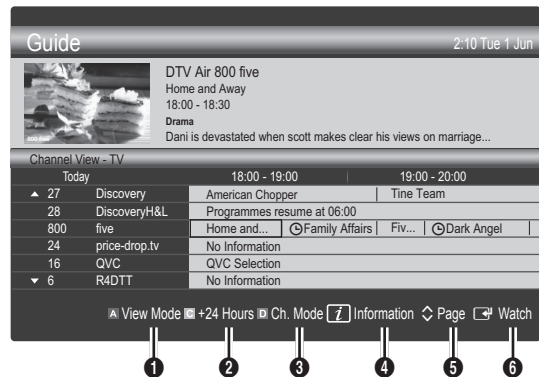 Guide
2:10 Tue 1 Jun
DTV Air 800 five
Home and Away
18:00 - 18:30
Drama
Dani is devastated when scott makes clear his views on marriage...
800 five
Channel View - TV
Today 18:00 - 19:00 19:00 - 20:00
27 Discovery American Chopper Tine Team
28 DiscoveryH&L Programmes resume at 06:00
800 five Home and... Family Affairs Fiv... Dark Angel
24 price-drop.tv No Information
16 QVC QVC Selection
6 R4DTT No Information
A View Mode C +24 Hours D Ch. Mode i Information Page Watch
1 2 3 4 5 6